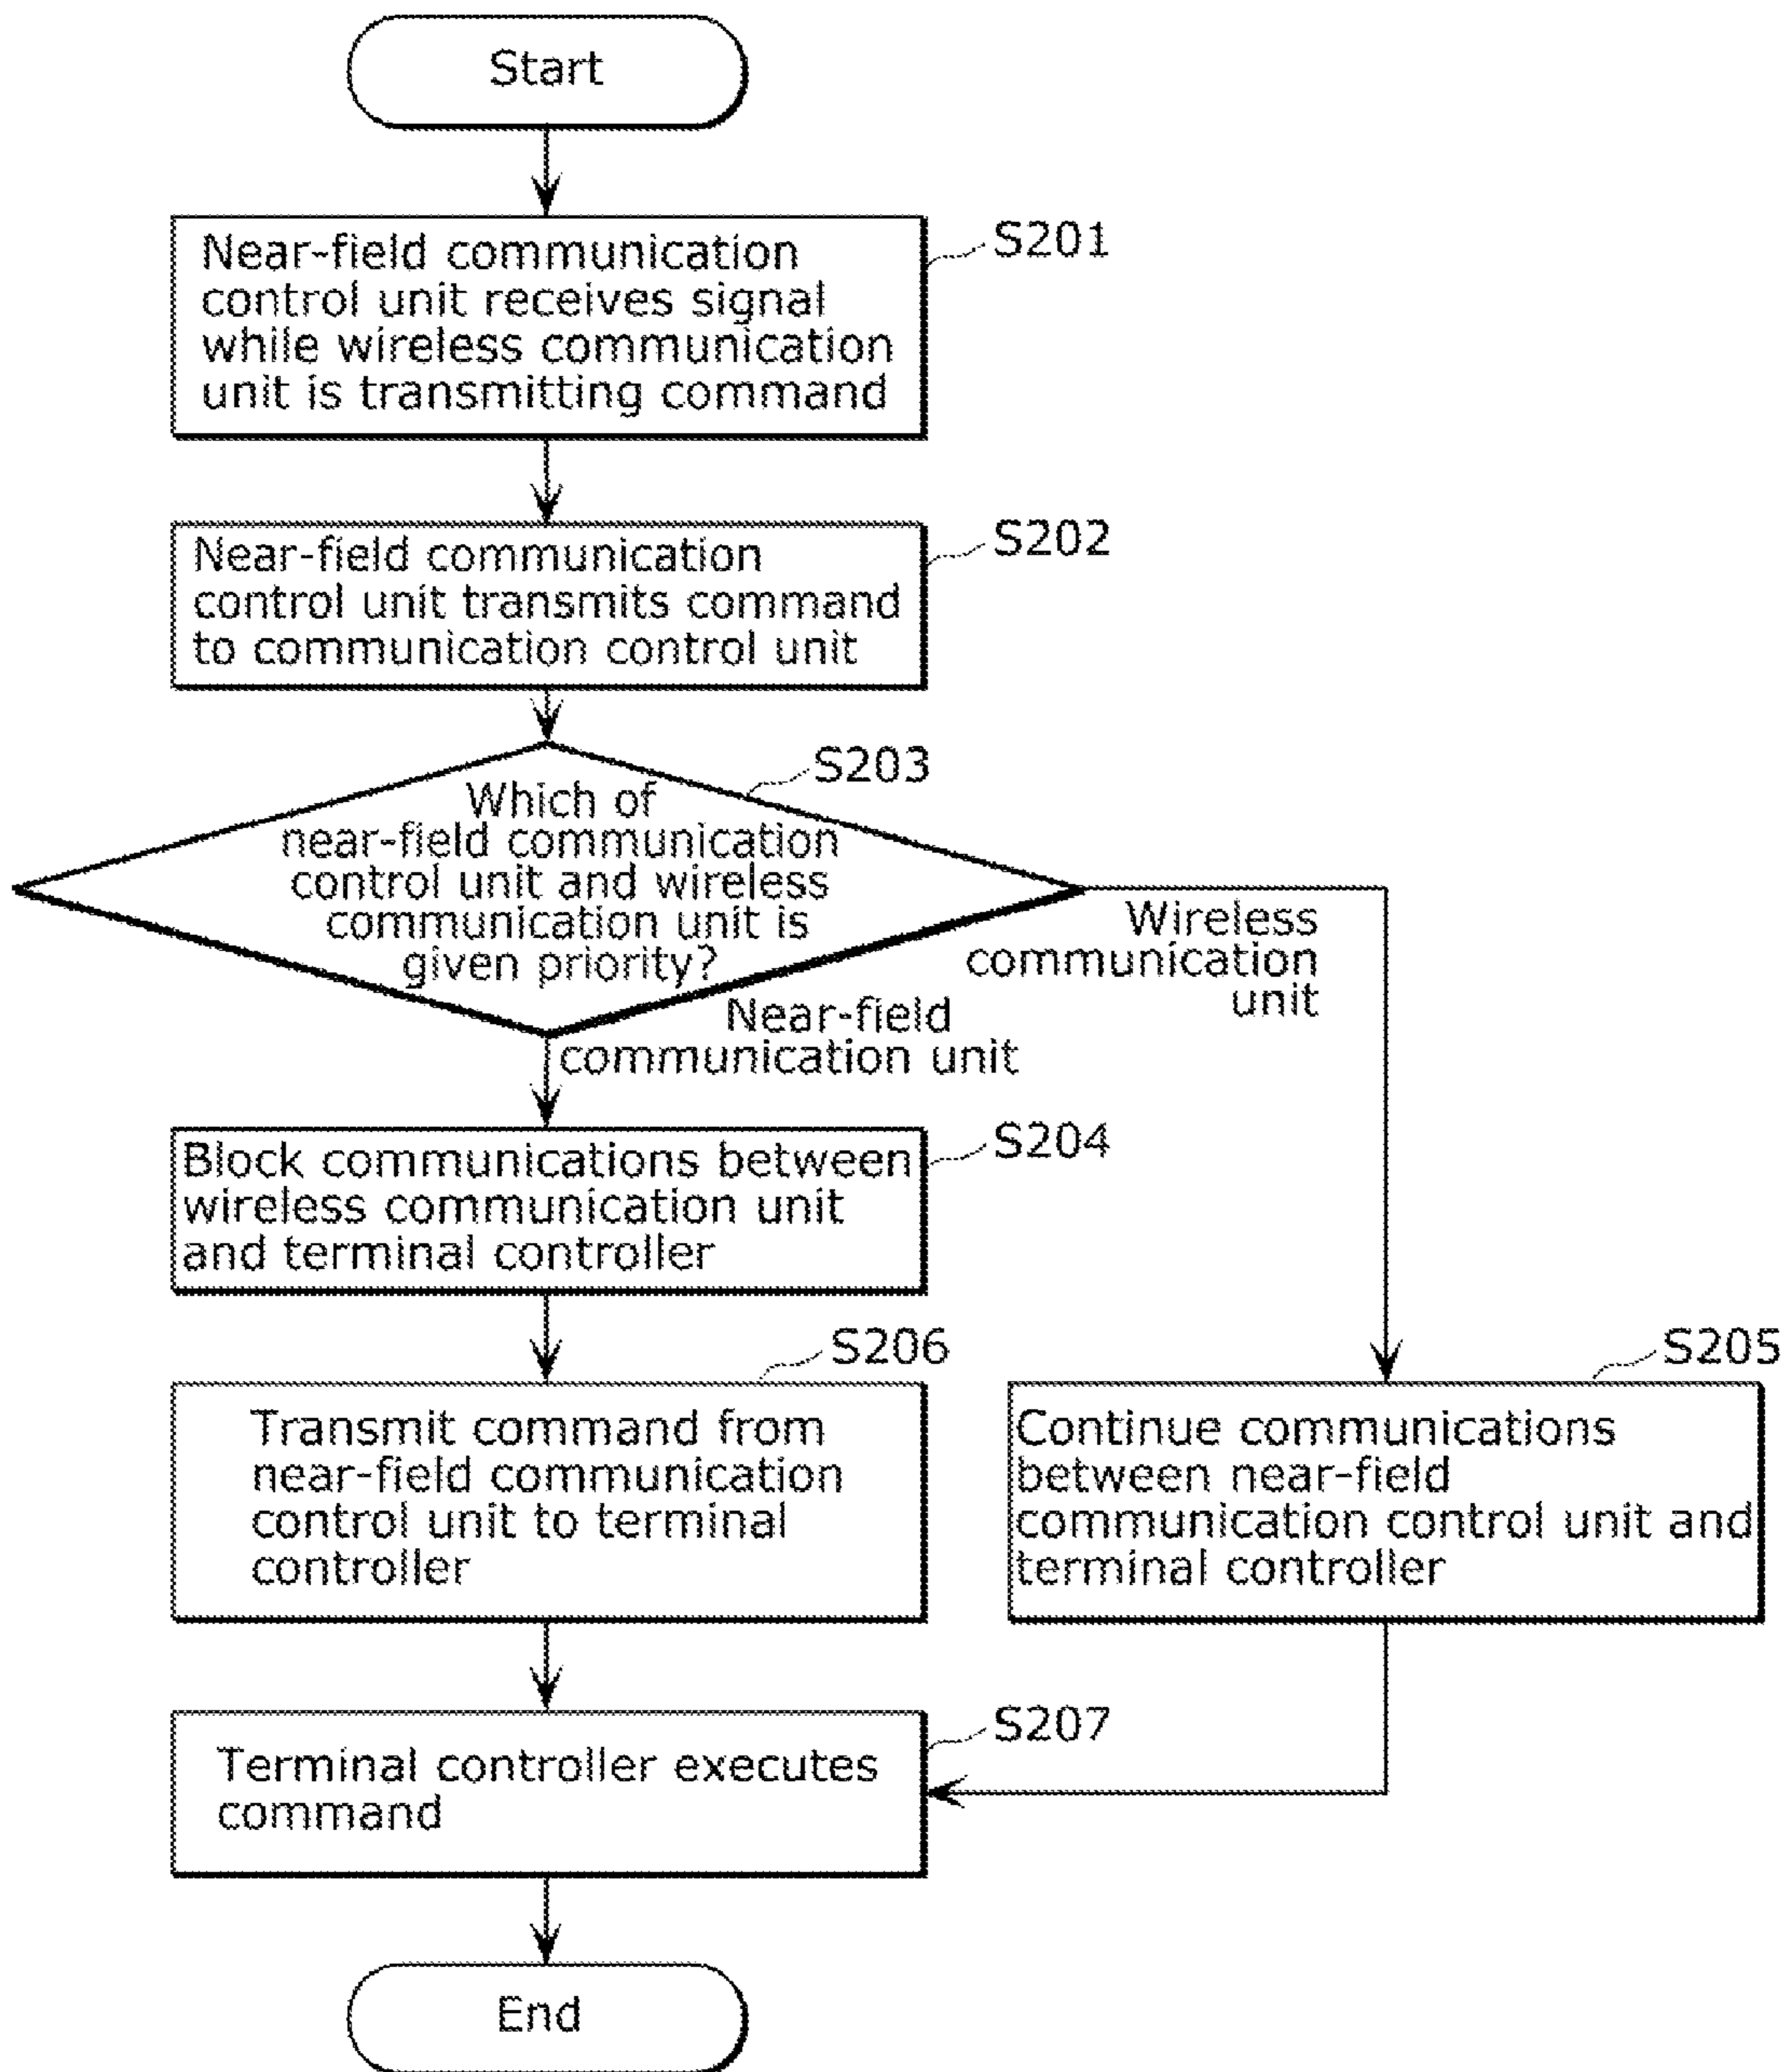 Start
Near-field communication
control unit receives signal
while wireless communication
unit is transmitting command
S201
Near-field communication
control unit transmits command
to communication control unit
S202
S203
Which of
near-field communication
control unit and wireless
communication unit is
given priority?
Wireless
communication
unit
Near-field
communication unit
Block communications between
wireless communication unit
and terminal controller
S204
S206
Transmit command from
near-field communication
control unit to terminal
controller
S205
Continue communications
between near-field
communication control unit and
terminal controller
Terminal controller executes
command
S207
End